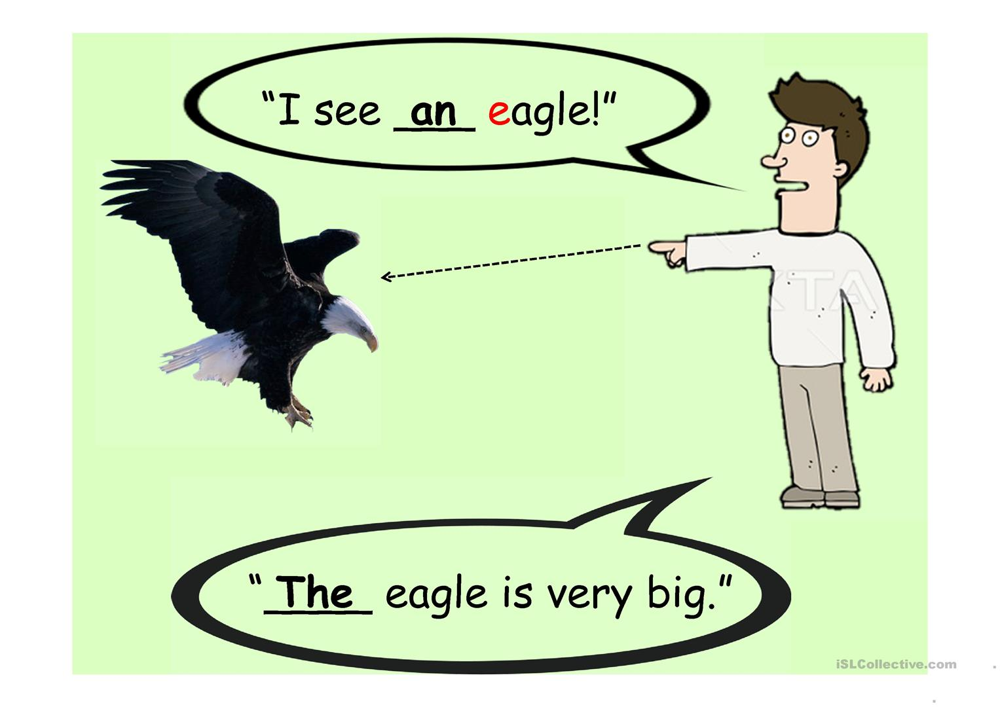 “I see an eagle!”
“ The eagle is very big.”
iSLCollective.com